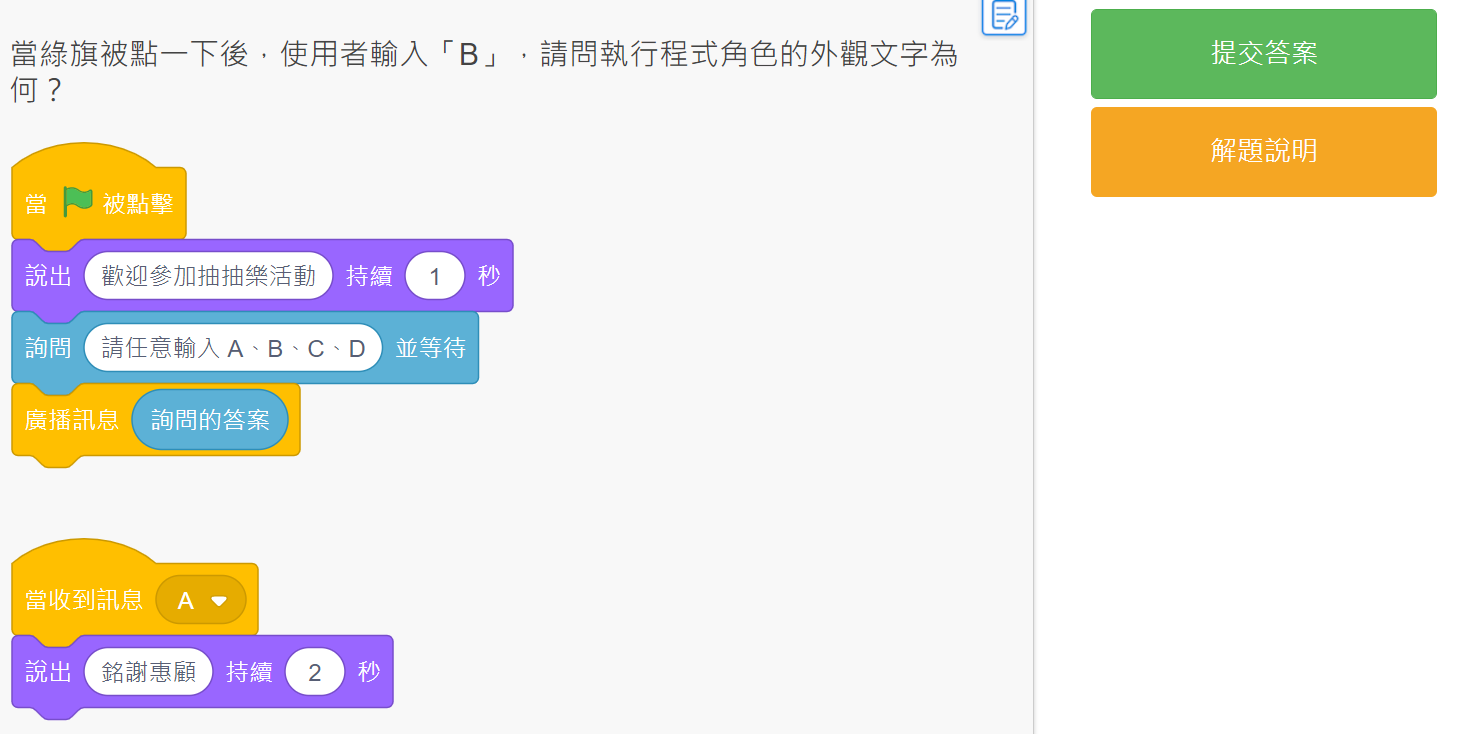 當綠旗被點一下後，使用者輸入「B」，請問執行程式角色的外觀文字為
何？
當 被點擊
說出 歡迎參加抽抽樂活動 持續 1 秒
詢問 請任意輸入 A、B、C、D 並等待
廣播訊息 詢問的答案
當收到訊息 A
說出 銘謝惠顧 持續 2 秒
提交答案
解題說明